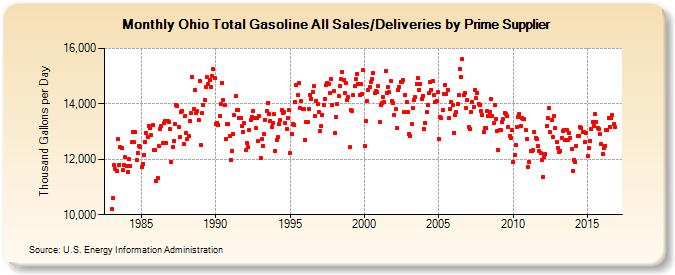 Monthly Ohio Total Gasoline All Sales/Deliveries by Prime Supplier
Thousand Gallons per Day
16,000
14,000
12,000
10,000
1985 1990 1995 2000 2005 2010 2015
Source: U.S. Energy Information Administration